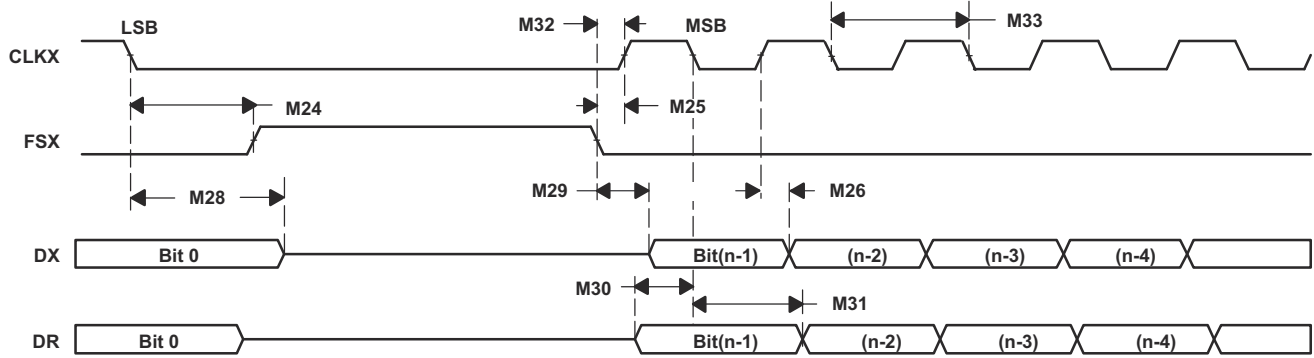 LSB M32 MSB M33
CLKX
M24 M25
FSX
M28 M29 M26
DX Bit 0 Bit(n-1) (n-2) (n-3) (n-4)
M30 M31
DR Bit 0 Bit(n-1) (n-2) (n-3) (n-4)